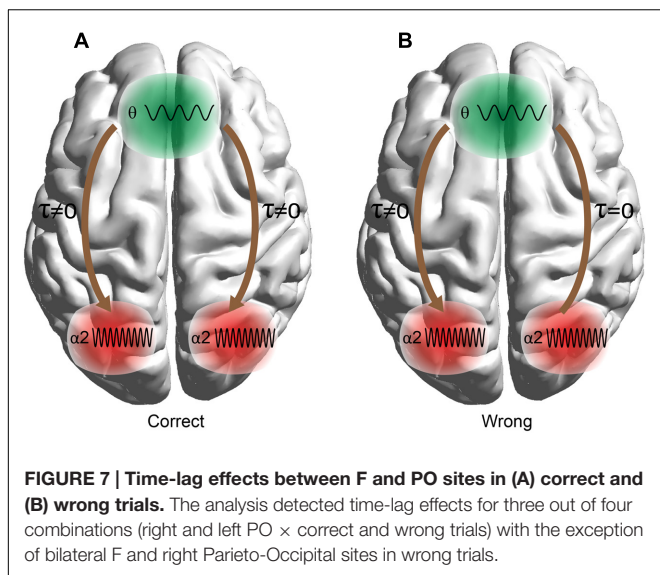 A B
θ θ
τ≠0 τ≠0 τ≠0 τ=0
α2 α2 α2 α2
Correct Wrong
FIGURE 7 | Time-lag effects between F and PO sites in (A) correct and
(B) wrong trials. The analysis detected time-lag effects for three out of four
combinations (right and left PO × correct and wrong trials) with the exception
of bilateral F and right Parieto-Occipital sites in wrong trials.